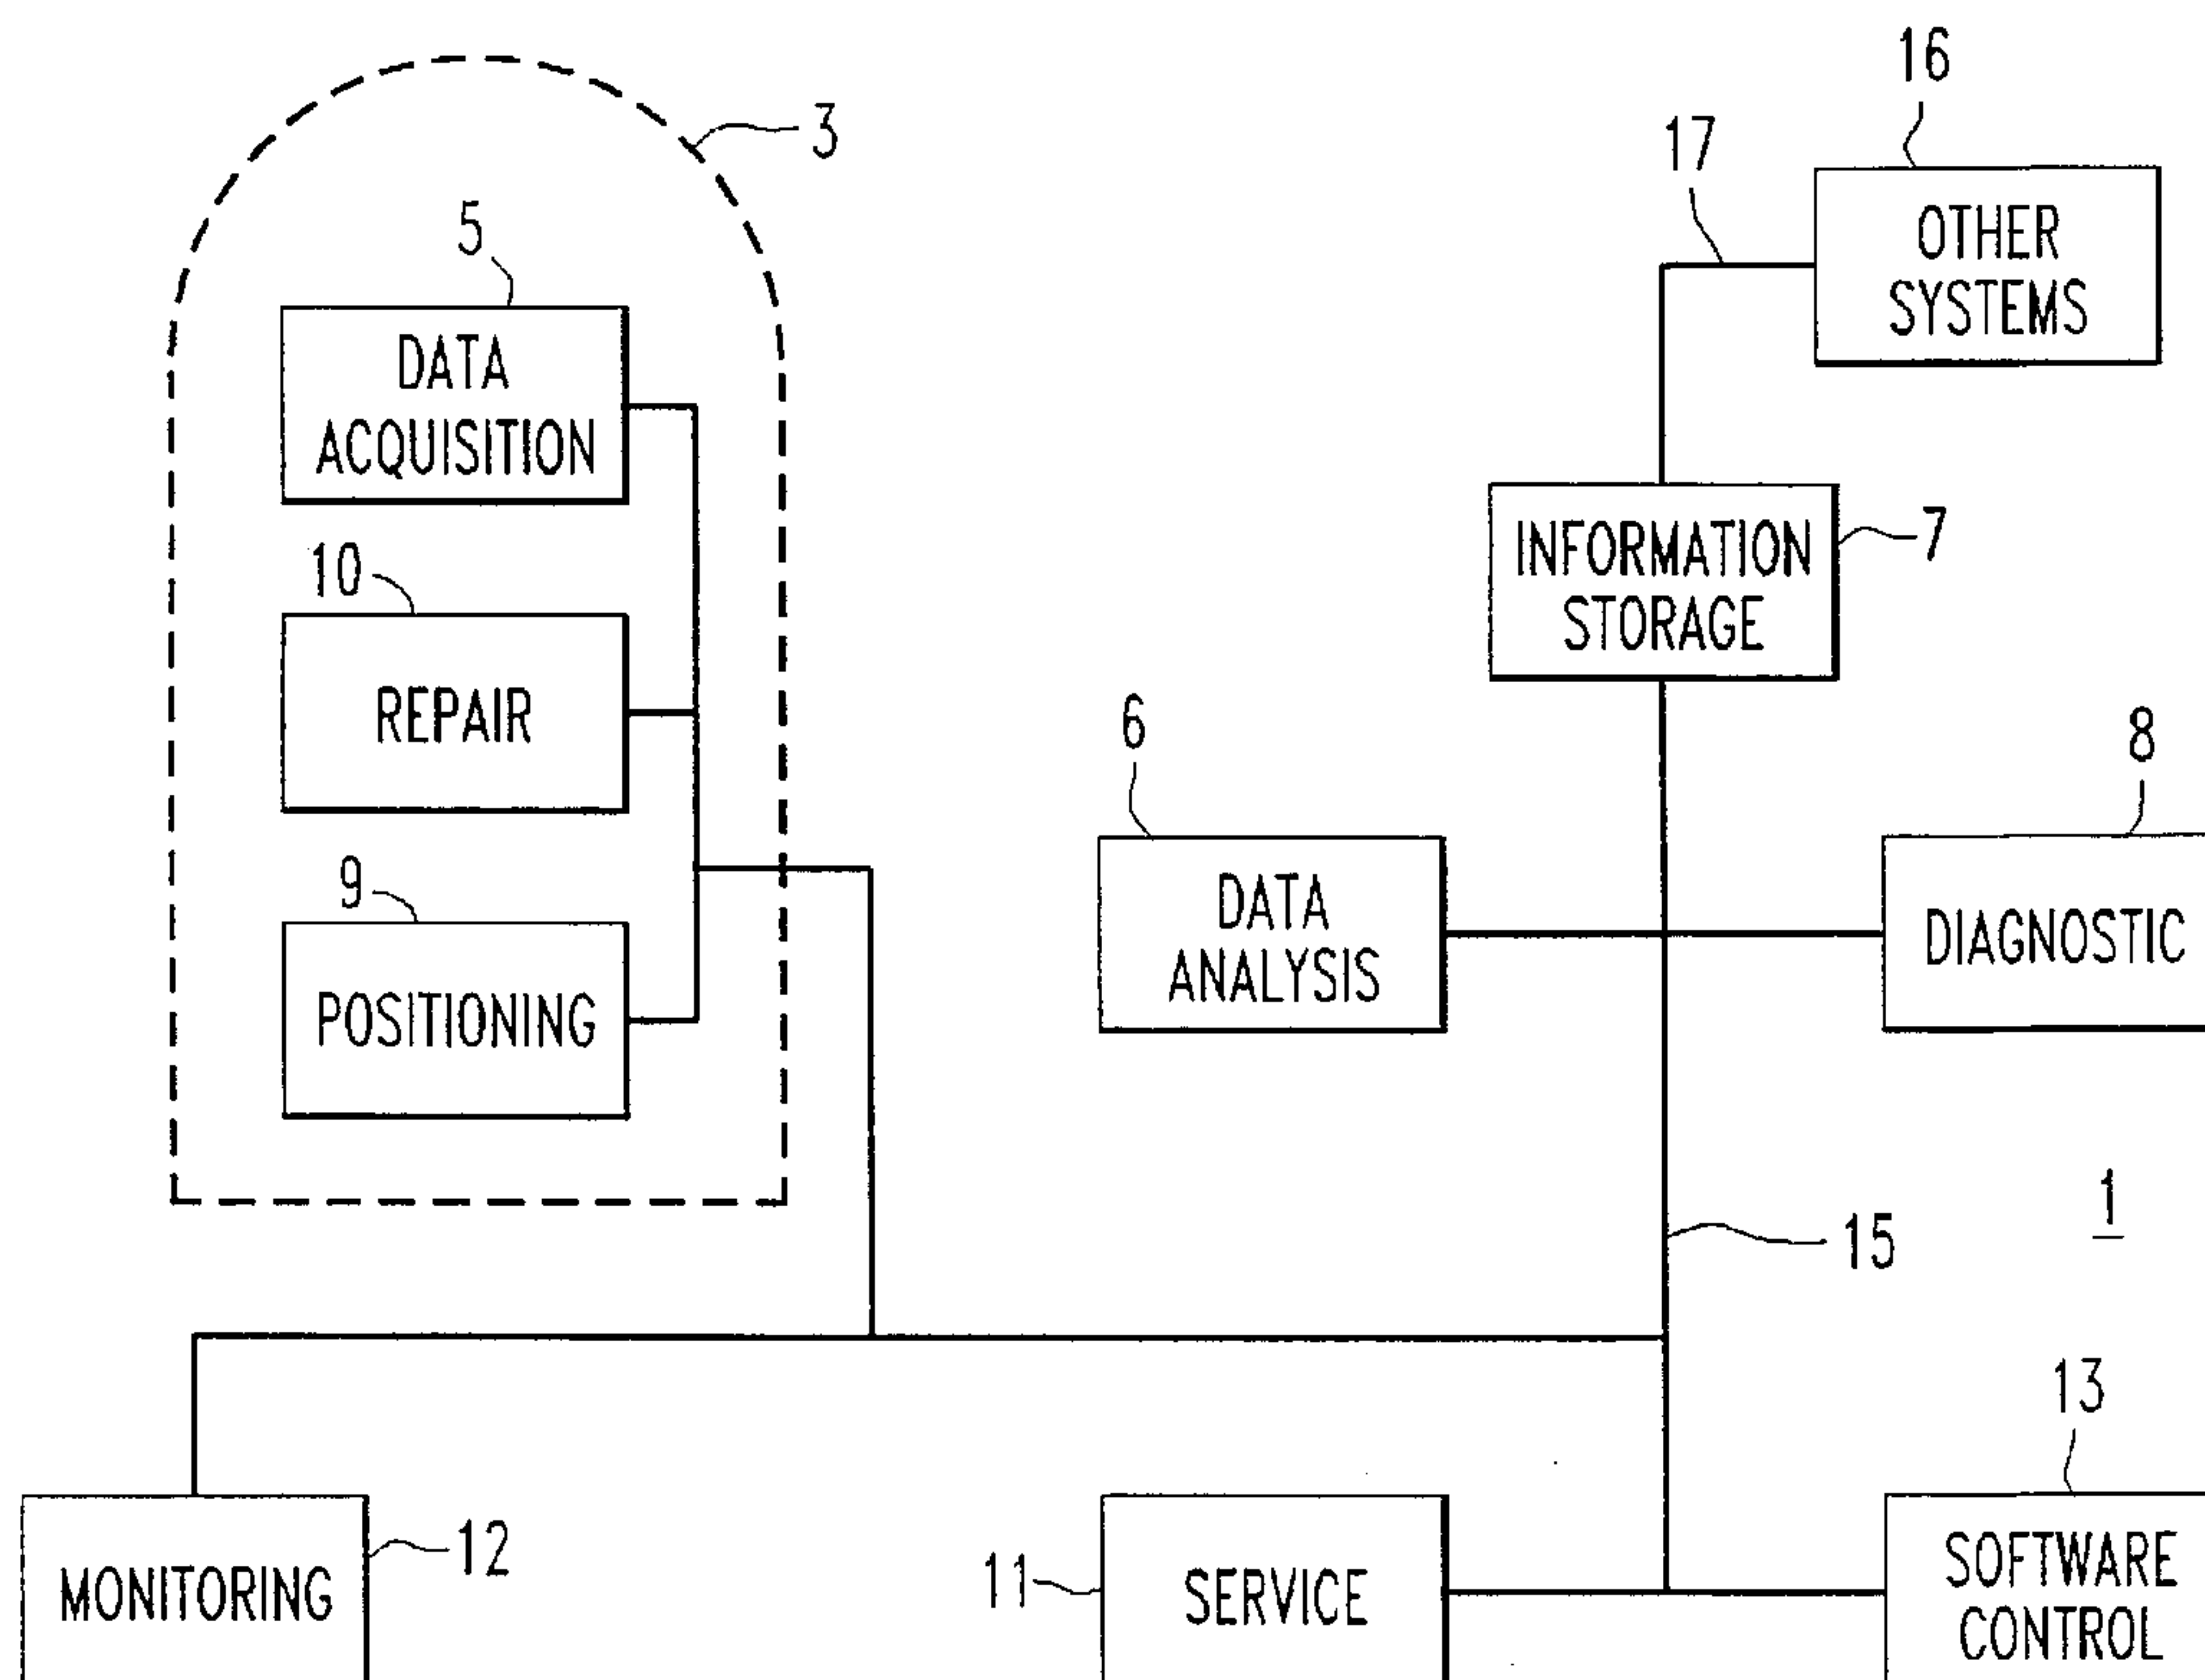 16
3
17
OTHER
SYSTEMS
5
DATA
ACQUISITION
INFORMATION
STORAGE
7
10
REPAIR
6
8
9
DATA
ANALYSIS
DIAGNOSTIC
POSITIONING
1
15
13
MONITORING
12
11
SERVICE
SOFTWARE
CONTROL